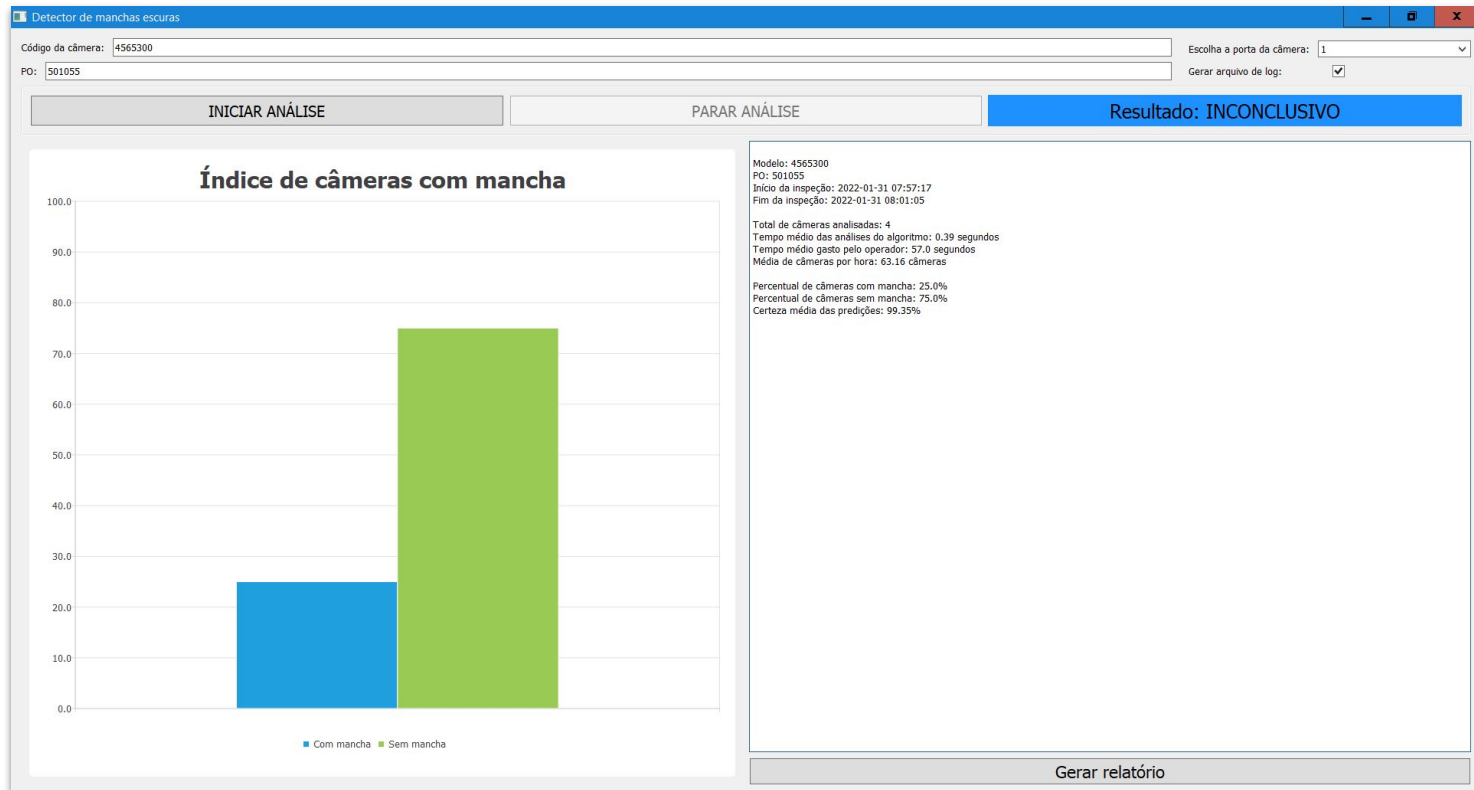 Detector de manchas escuras
Código da câmera: 4565300
Escolha a porta da câmera: 1
PO: 501055
Gerar arquivo de log:
INICIAR ANÁLISE
PARAR ANÁLISE
Resultado: INCONCLUSIVO
Índice de câmeras com mancha
100.0
90.0
80.0
70.0
60.0
50.0
40.0
30.0
20.0
10.0
0.0
Com mancha Sem mancha
Modelo: 4565300
PO: 501055
Início da inspeção: 2022-01-31 07:57:17
Fim da inspeção: 2022-01-31 08:01:05
Total de câmeras analisadas: 4
Tempo médio das análises do algoritmo: 0.39 segundos
Tempo médio gasto pelo operador: 57.0 segundos
Média de câmeras por hora: 63.16 câmeras
Percentual de câmeras com mancha: 25.0%
Percentual de câmeras sem mancha: 75.0%
Certeza média das predições: 99.35%
Gerar relatório